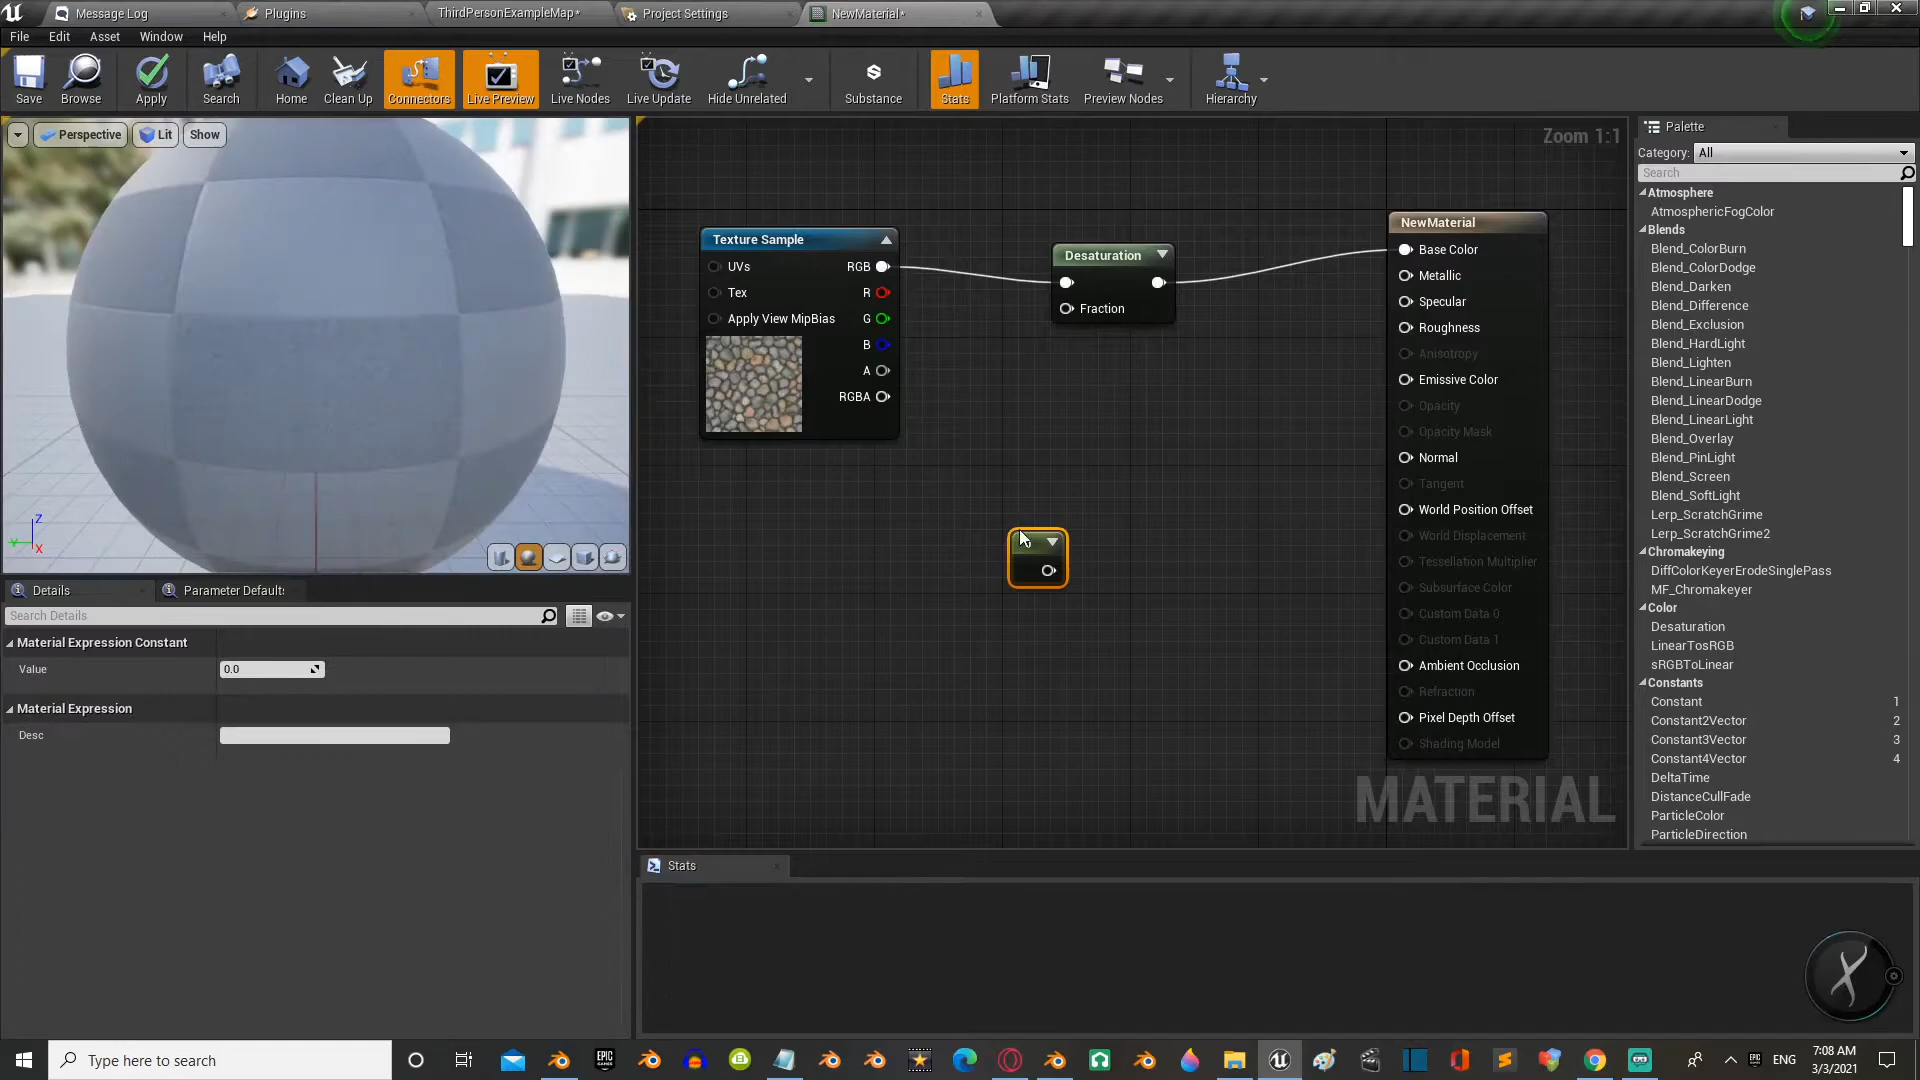 Message Log
Plugins
ThirdPersonExampleMap*
Project Settings
NewMaterial*
File Edit Asset Window Help
Save
Browse
Apply
Search
Home
Clean Up
Connectors
Live Preview
Live Nodes
Live Update
Hide Unrelated
Substance
Stats
Platform Stats
Preview Nodes
Hierarchy
Perspective
Lit
Show
Z
Y
X
Details
Parameter Defaults
Search Details
Material Expression Constant
Value 0.0
Material Expression
Desc
Zoom 1:1
Texture Sample
UVs RGB
Tex R
Apply View MipBias G
B
A
RGBA
Desaturation
Fraction
NewMaterial
Base Color
Metallic
Specular
Roughness
Anisotropy
Emissive Color
Opacity
Opacity Mask
Normal
Tangent
World Position Offset
World Displacement
Tessellation Multiplier
Subsurface Color
Custom Data 0
Custom Data 1
Ambient Occlusion
Refraction
Pixel Depth Offset
Shading Model
MATERIAL
Stats
Palette
Category: All
Search
Atmosphere
AtmosphericFogColor
Blends
Blend_ColorBurn
Blend_ColorDodge
Blend_Darken
Blend_Difference
Blend_Exclusion
Blend_HardLight
Blend_Lighten
Blend_LinearBurn
Blend_LinearDodge
Blend_LinearLight
Blend_Overlay
Blend_PinLight
Blend_Screen
Blend_SoftLight
Lerp_ScratchGrime
Lerp_ScratchGrime2
Chromakeying
DiffColorKeyerErodeSinglePass
MF_Chromakeyer
Color
Desaturation
LinearTosRGB
sRGBToLinear
Constants
Constant 1
Constant2Vector 2
Constant3Vector 3
Constant4Vector 4
DeltaTime
DistanceCullFade
ParticleColor
ParticleDirection
Type here to search
EPIC GAMES
ENG
7:08 AM
3/3/2021